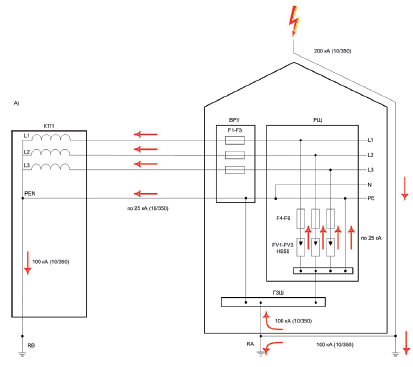 200 кА (10/350)
А)
КТП
ВРУ
РЩ
F1-F3
L1
L1
L2
L2
L3
L3
N
PEN
PE
по 25 кА (10/350)
F4-F6
по 25 кА
FV1-FV3
HS55
100 кА (10/350)
ГЗШ
100 кА (10/350)
RB
RA
100 кА (10/350)